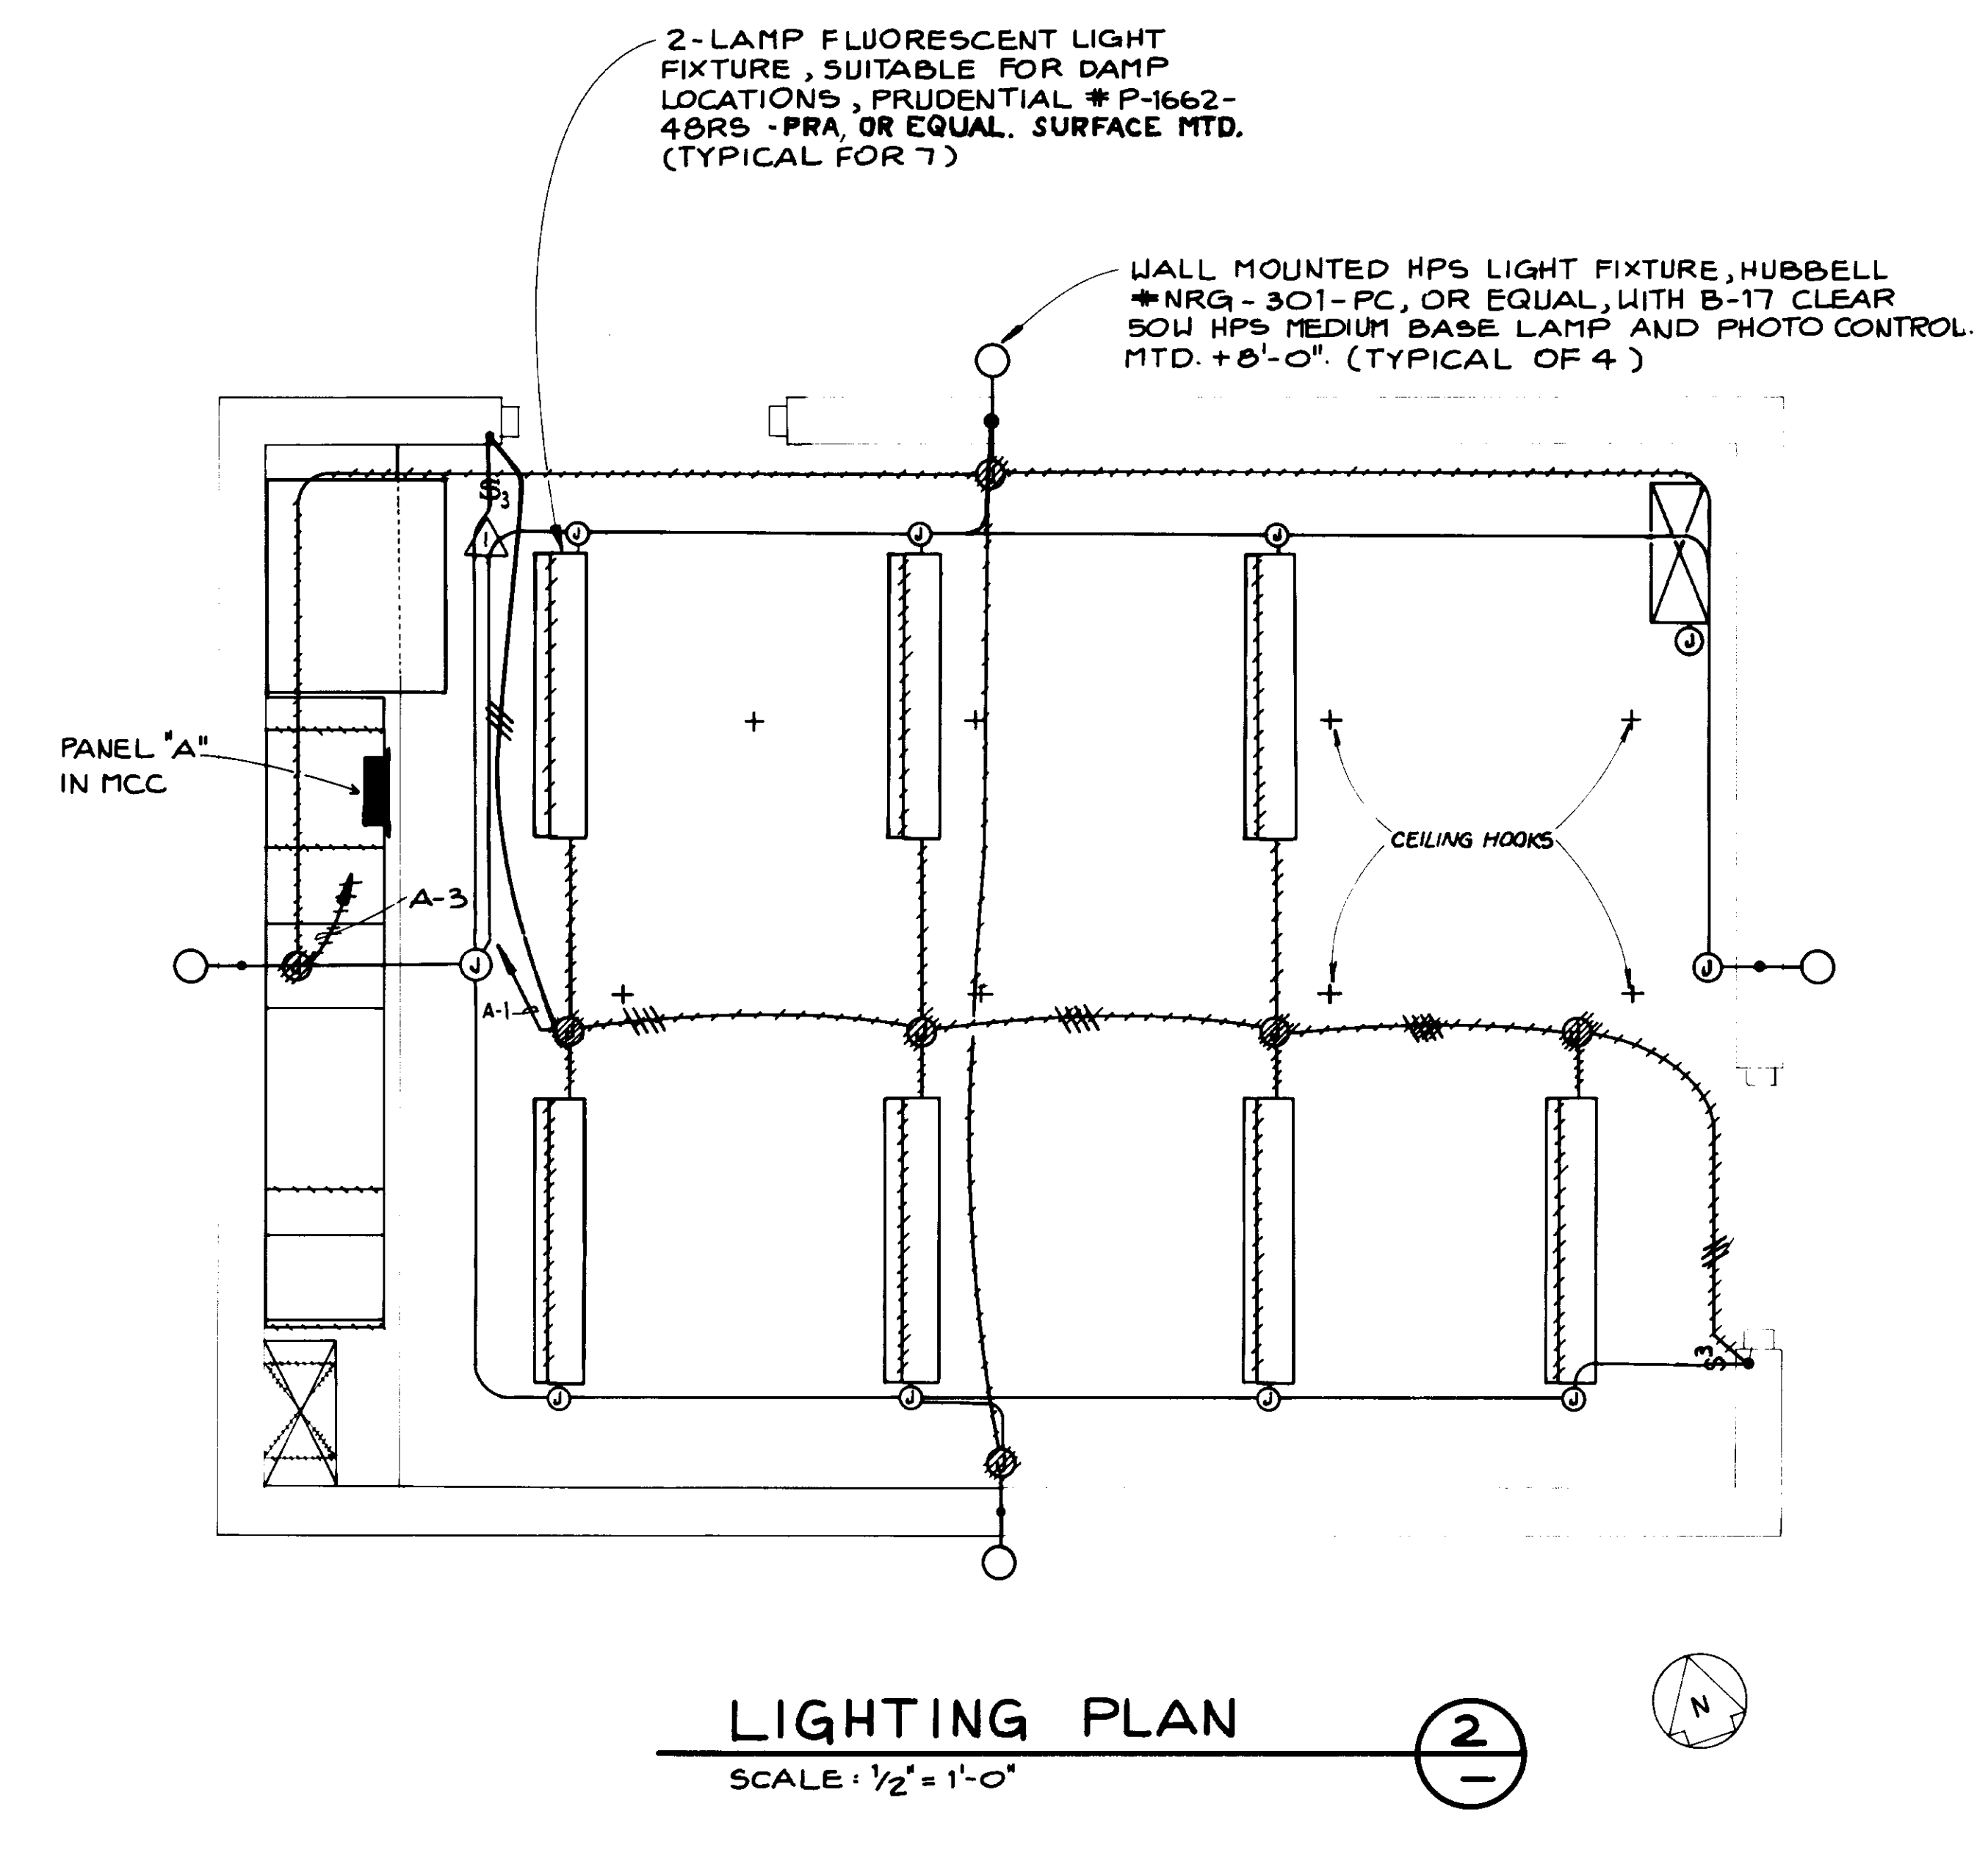 2-LAMP FLUORESCENT LIGHT
FIXTURE, SUITABLE FOR DAMP
LOCATIONS, PRUDENTIAL # P-1662-
48RS - PRA, OR EQUAL. SURFACE MTD.
(TYPICAL FOR 7)
WALL MOUNTED HPS LIGHT FIXTURE, HUBBELL
#NRG-301-PC, OR EQUAL, WITH B-17 CLEAR
50W HPS MEDIUM BASE LAMP AND PHOTO CONTROL.
MTD. +8'-0". (TYPICAL OF 4)
S3
1
J
J
J
J
PANEL "A"
IN MCC
CEILING HOOKS
A-3
J
J
A-1
S3
J
J
J
J
LIGHTING PLAN
SCALE: 1/2" = 1'-0"
2
–
N